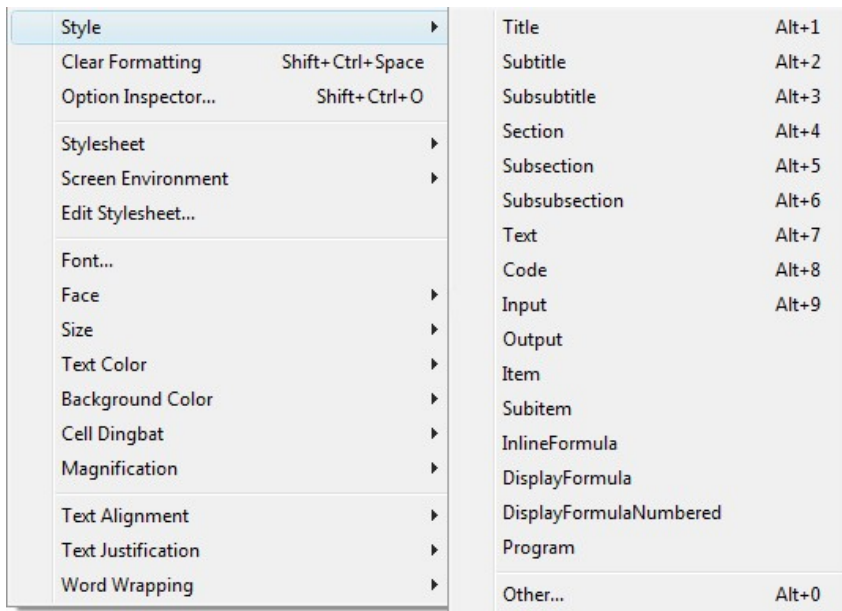 Style
Clear Formatting Shift+Ctrl+Space
Option Inspector... Shift+Ctrl+O
Stylesheet
Screen Environment
Edit Stylesheet...
Font...
Face
Size
Text Color
Background Color
Cell Dingbat
Magnification
Text Alignment
Text Justification
Word Wrapping
Title Alt+1
Subtitle Alt+2
Subsubtitle Alt+3
Section Alt+4
Subsection Alt+5
Subsubsection Alt+6
Text Alt+7
Code Alt+8
Input Alt+9
Output
Item
Subitem
InlineFormula
DisplayFormula
DisplayFormulaNumbered
Program
Other... Alt+0